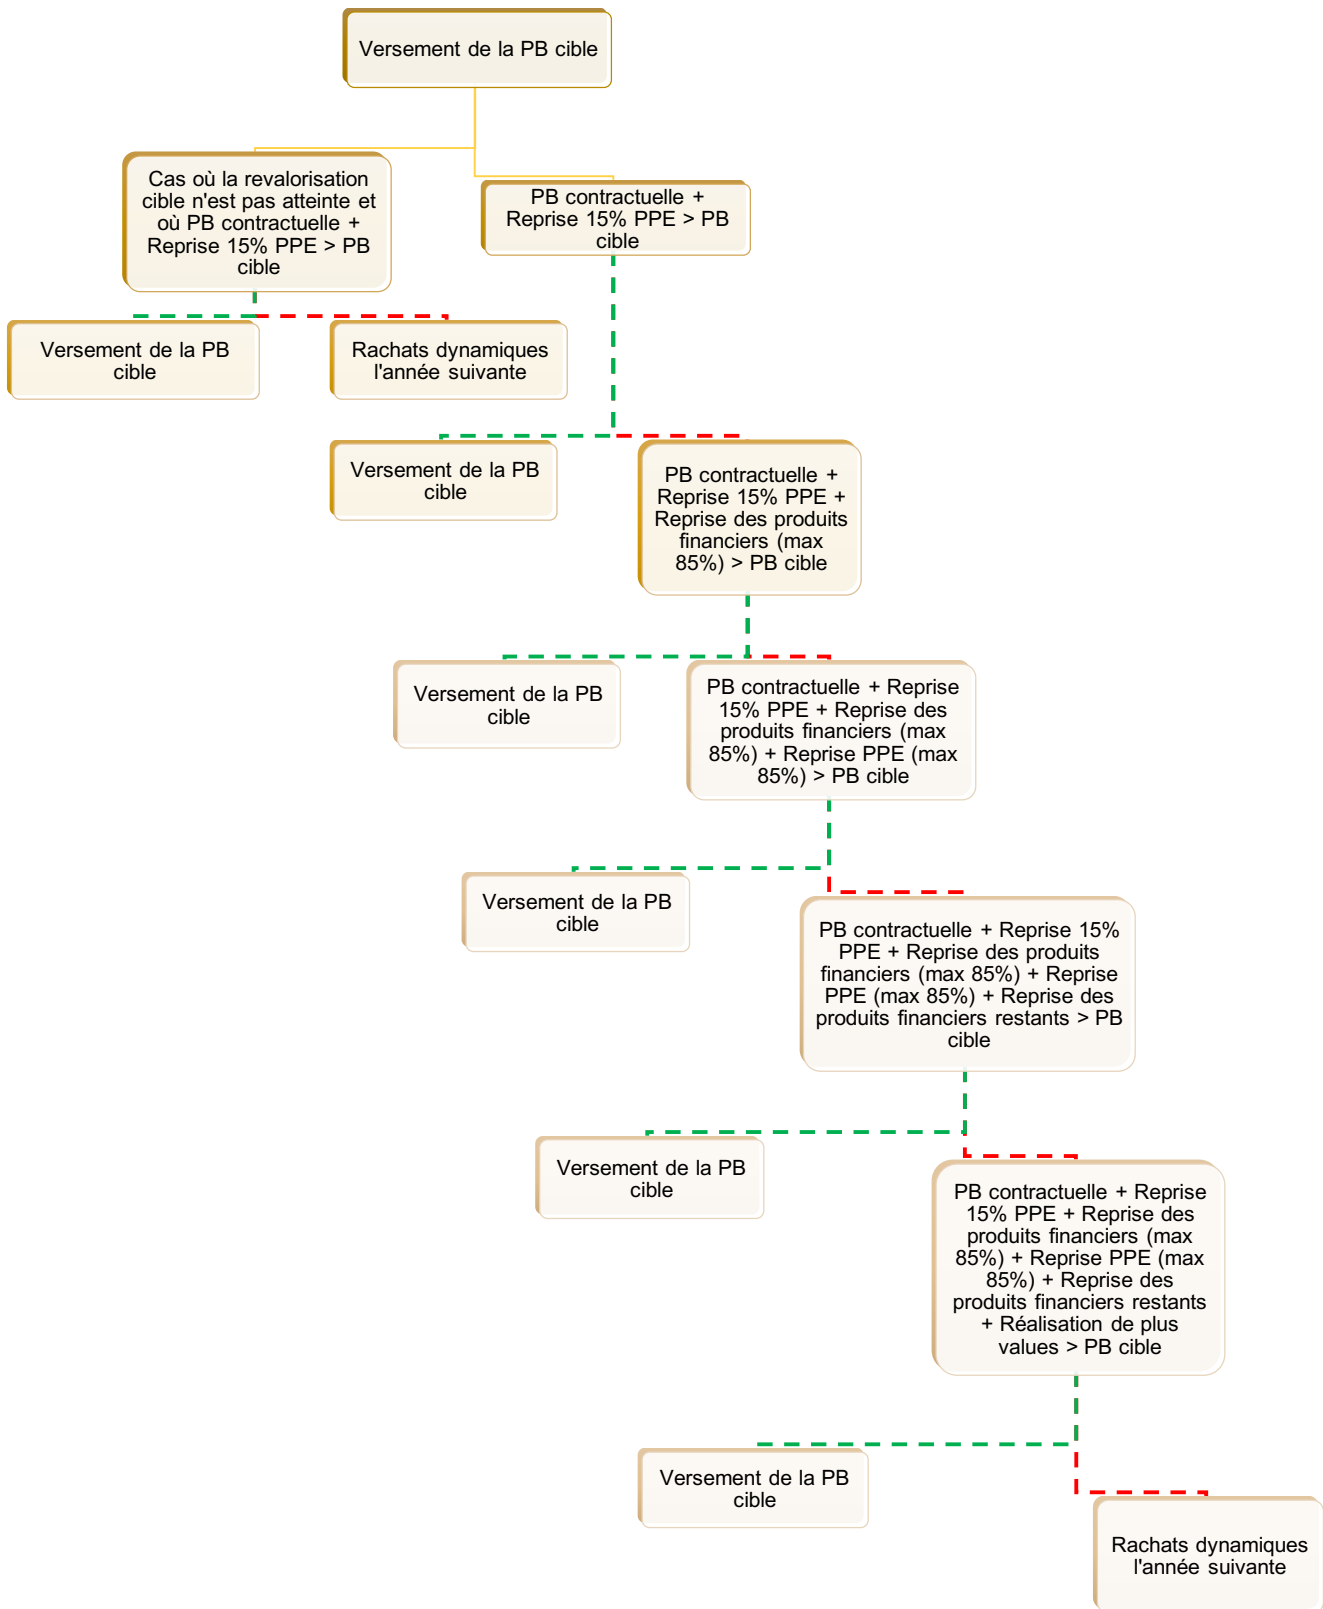 Versement de la PB cible
Cas où la revalorisation
cible n'est pas atteinte et
où PB contractuelle +
Reprise 15% PPE > PB
cible
PB contractuelle +
Reprise 15% PPE > PB
cible
Versement de la PB
cible
Rachats dynamiques
l'année suivante
Versement de la PB
cible
PB contractuelle +
Reprise 15% PPE +
Reprise des produits
financiers (max
85%) > PB cible
Versement de la PB
cible
PB contractuelle + Reprise
15% PPE + Reprise des
produits financiers (max
85%) + Reprise PPE (max
85%) > PB cible
Versement de la PB
cible
PB contractuelle + Reprise 15%
PPE + Reprise des produits
financiers (max 85%) + Reprise
PPE (max 85%) + Reprise des
produits financiers restants > PB
cible
Versement de la PB
cible
PB contractuelle + Reprise
15% PPE + Reprise des
produits financiers (max
85%) + Reprise PPE (max
85%) + Reprise des
produits financiers restants
+ Réalisation de plus
values > PB cible
Versement de la PB
cible
Rachats dynamiques
l'année suivante